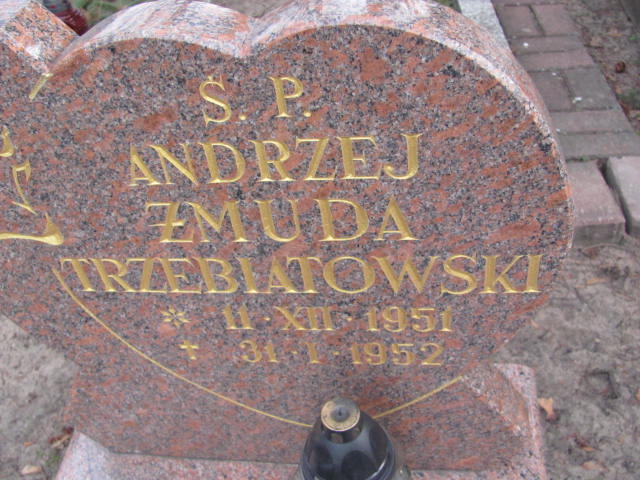 Ś. P.
ANDRZEJ
ŻMUDA
TRZEBIATOWSKI
* 11 · XII · 1951
+ 31 · I · 1952